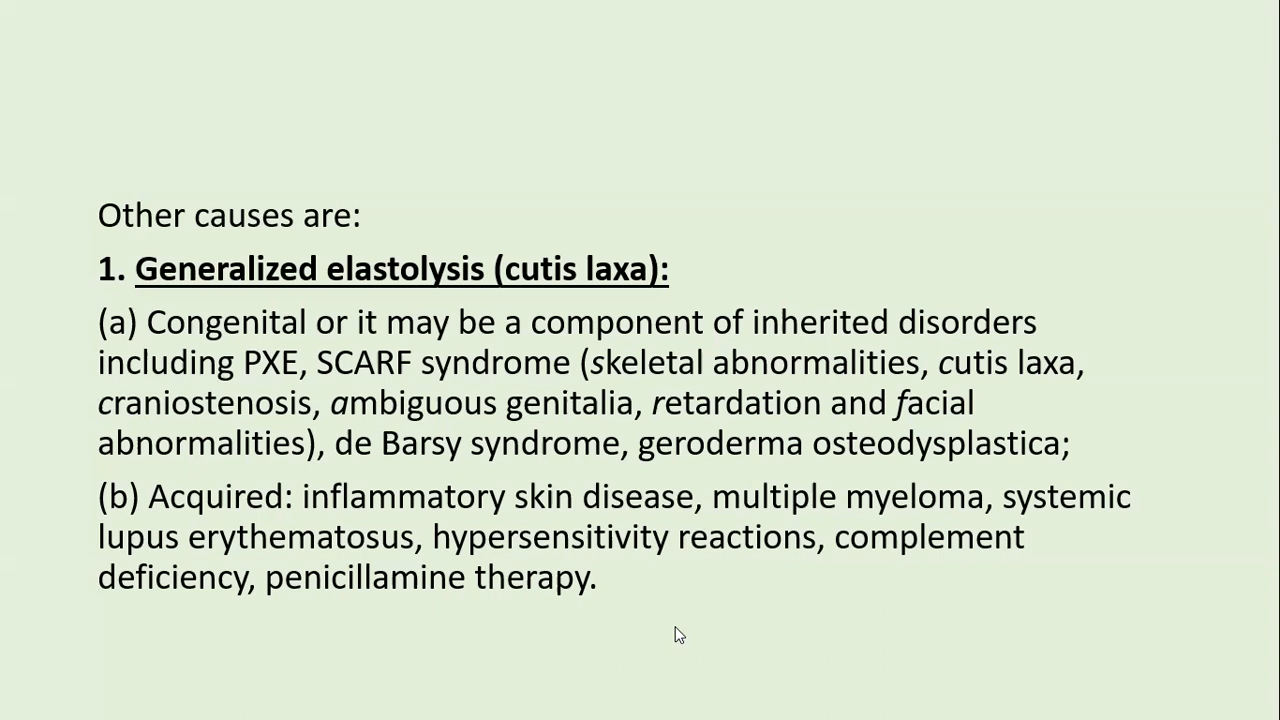 Other causes are:
1. Generalized elastolysis (cutis laxa):
(a) Congenital or it may be a component of inherited disorders
including PXE, SCARF syndrome (skeletal abnormalities, cutis laxa,
craniostenosis, ambiguous genitalia, retardation and facial
abnormalities), de Barsy syndrome, geroderma osteodysplastica;
(b) Acquired: inflammatory skin disease, multiple myeloma, systemic
lupus erythematosus, hypersensitivity reactions, complement
deficiency, penicillamine therapy.